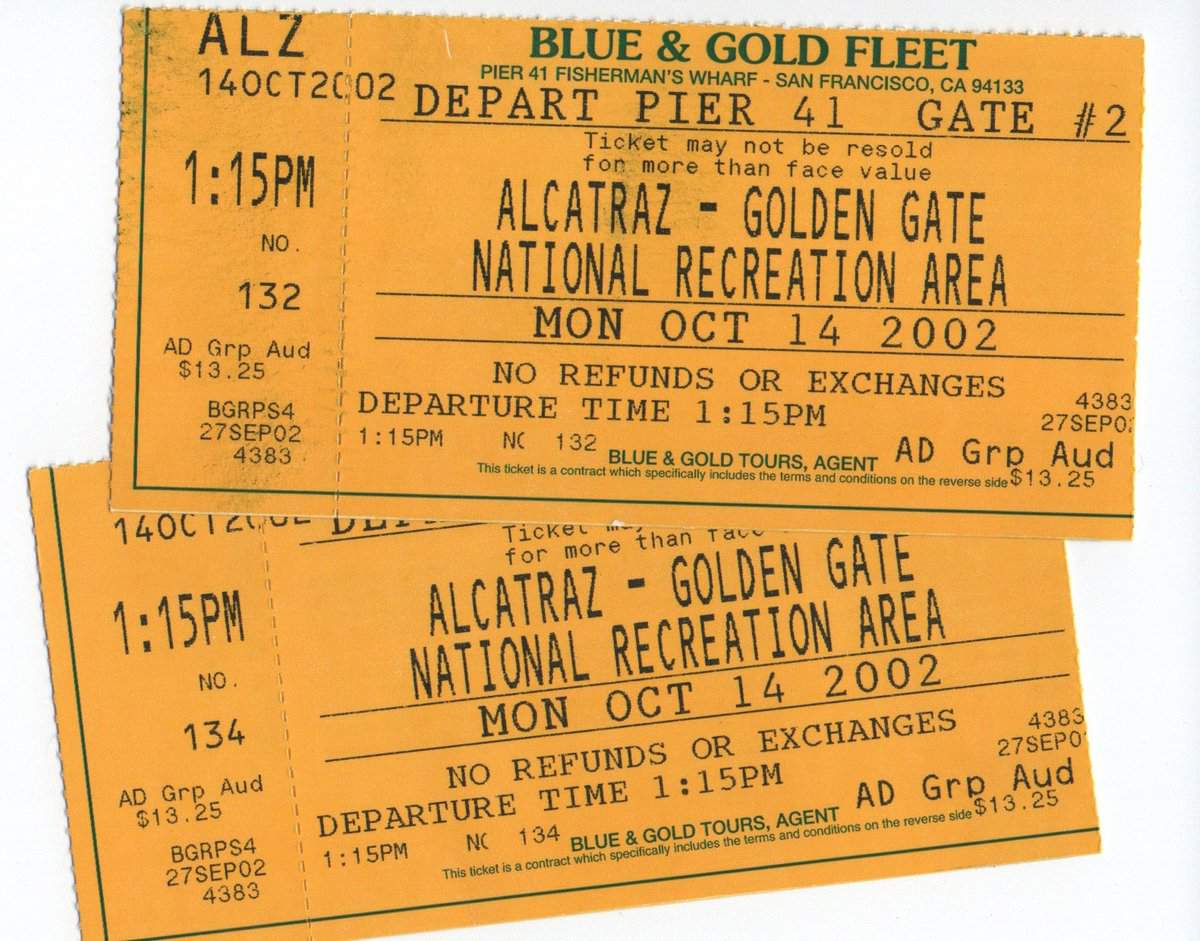 ALZ
14OCT2002
1:15PM
NO.
132
AD Grp Aud
$13.25
BGRPS4
27SEP02
4383
BLUE & GOLD FLEET
PIER 41 FISHERMAN'S WHARF - SAN FRANCISCO, CA 94133
DEPART PIER 41 GATE #2
Ticket may not be resold
for more than face value
ALCATRAZ - GOLDEN GATE
NATIONAL RECREATION AREA
MON OCT 14 2002
NO REFUNDS OR EXCHANGES
4383
DEPARTURE TIME 1:15PM
27SEP0
1:15PM NO 132
BLUE & GOLD TOURS, AGENT
AD Grp Aud
This ticket is a contract which specifically includes the terms and conditions on the reverse side
$13.25
14OCT2002
1:15PM
NO.
134
AD Grp Aud
$13.25
BGRPS4
27SEP02
4383
Ticket
for more than
ALCATRAZ - GOLDEN GATE
NATIONAL RECREATION AREA
MON OCT 14 2002
NO REFUNDS OR EXCHANGES
4383
DEPARTURE TIME 1:15PM
27SEP0
1:15PM NO 134
BLUE & GOLD TOURS, AGENT
AD Grp Aud
This ticket is a contract which specifically includes the terms and conditions on the reverse side
$13.25